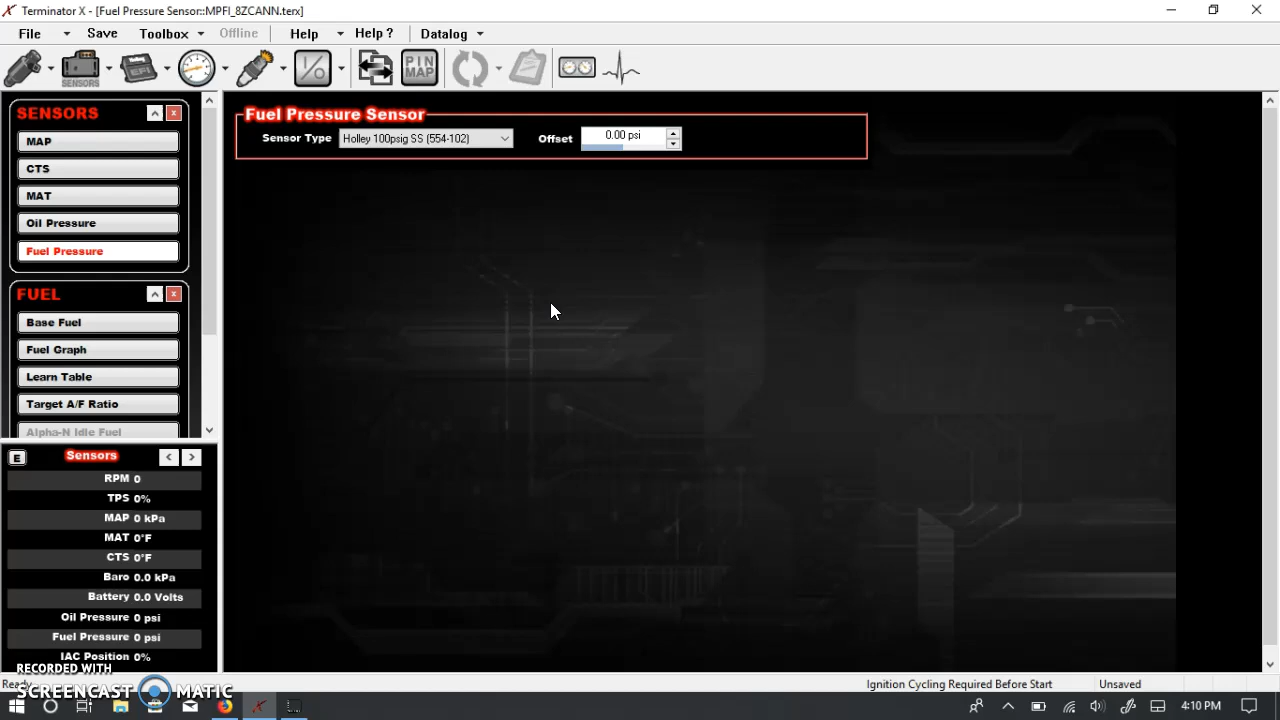 Terminator X - [Fuel Pressure Sensor::MPFI_8ZCANN.terx]
File Save Toolbox Offline Help Help ? Datalog
SENSORS EFI I/O PIN MAP
SENSORS
MAP
CTS
MAT
Oil Pressure
Fuel Pressure
FUEL
Base Fuel
Fuel Graph
Learn Table
Target A/F Ratio
Alpha-N Idle Fuel
Fuel Pressure Sensor
Sensor Type Holley 100psig SS (554-102) Offset 0.00 psi
E Sensors < >
RPM 0
TPS 0%
MAP 0 kPa
MAT 0°F
CTS 0°F
Baro 0.0 kPa
Battery 0.0 Volts
Oil Pressure 0 psi
Fuel Pressure 0 psi
IAC Position 0%
RECORDED WITH
SCREENCAST MATIC
Ready Ignition Cycling Required Before Start Unsaved
4:10 PM